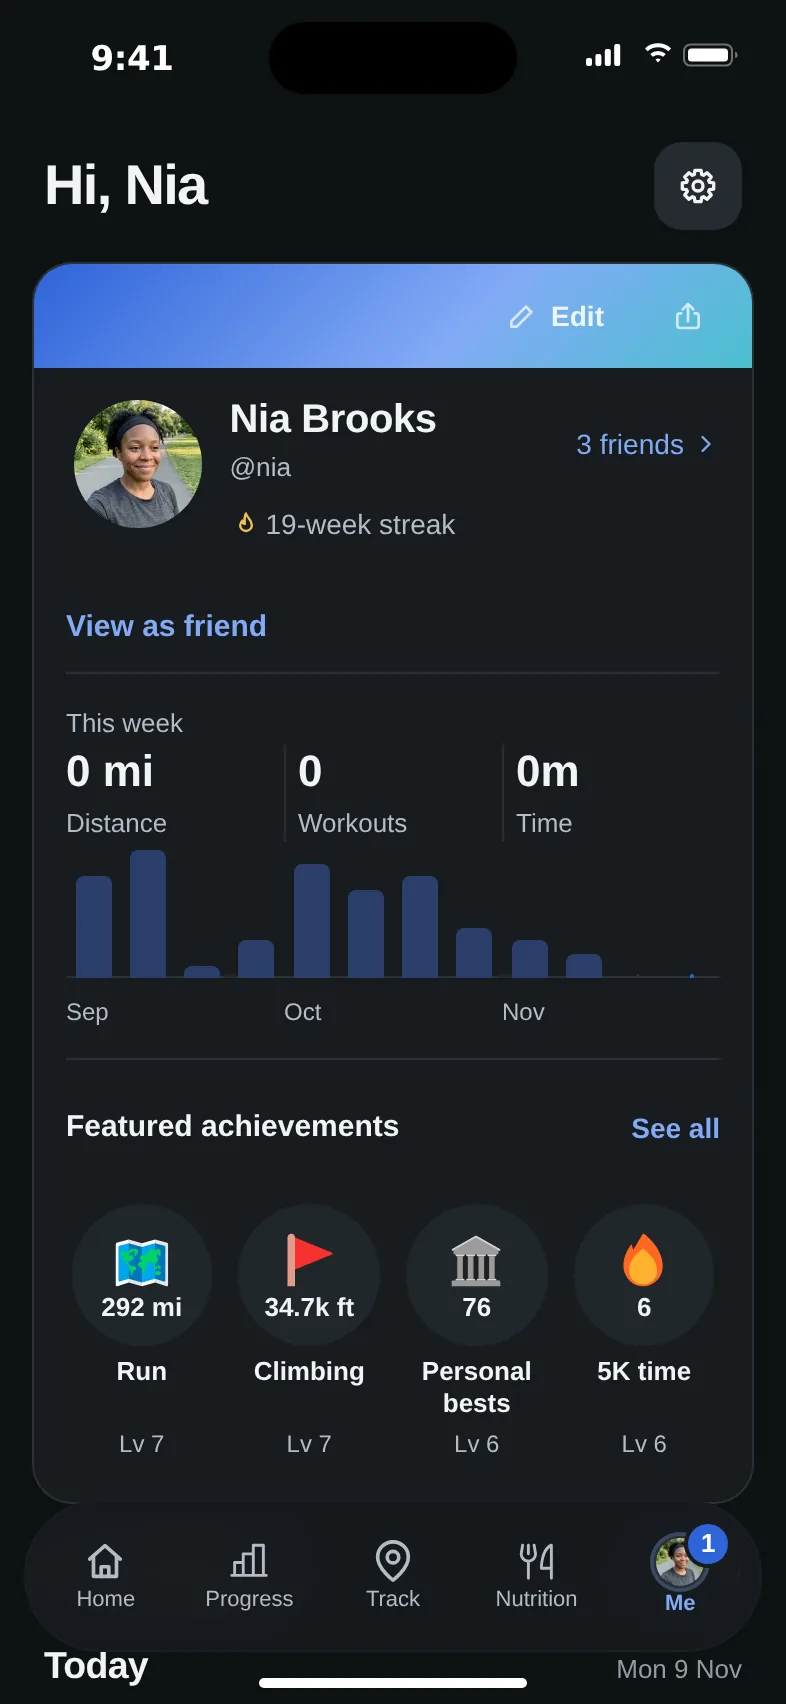 9:41
Hi, Nia
Edit
Nia Brooks
@nia
3 friends
19-week streak
View as friend
This week
0 mi
0
0m
Distance
Workouts
Time
Sep
Oct
Nov
Featured achievements
See all
292 mi
34.7k ft
76
6
Run
Climbing
Personal
bests
5K time
Lv 7
Lv 7
Lv 6
Lv 6
1
Home
Progress
Track
Nutrition
Me
Today
Mon 9 Nov